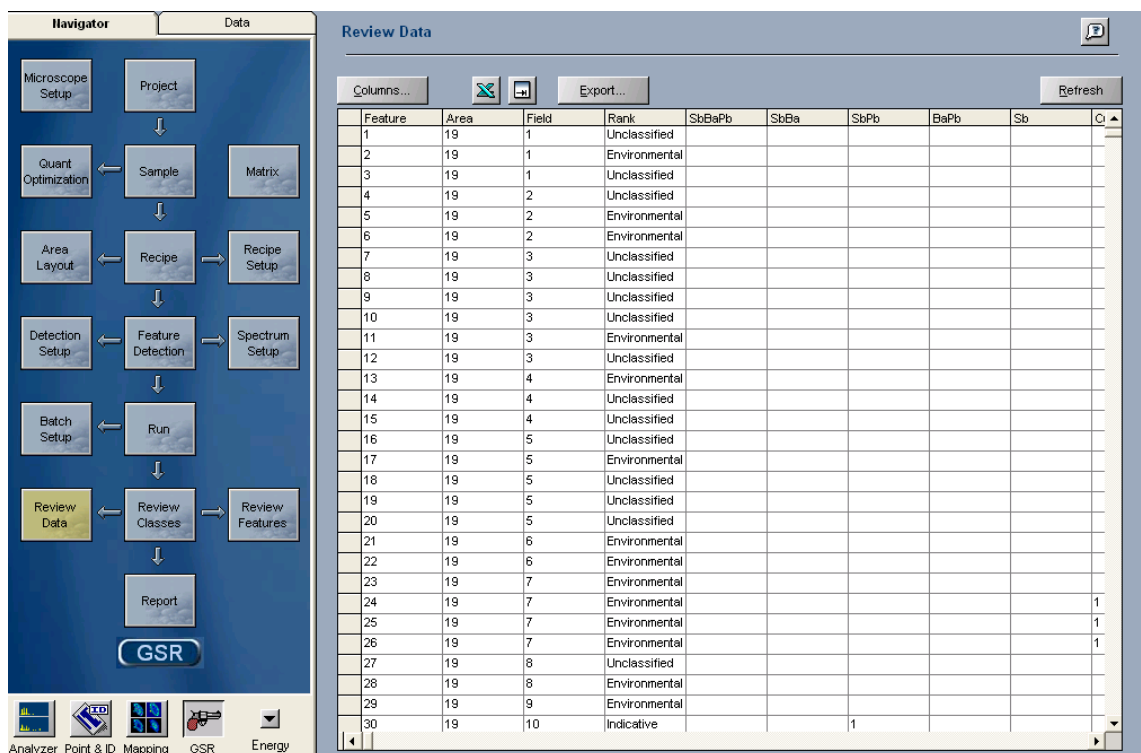 Navigator
Data
Microscope
Setup
Project
Quant
Optimization
Sample
Matrix
Area
Layout
Recipe
Recipe
Setup
Detection
Setup
Feature
Detection
Spectrum
Setup
Batch
Setup
Run
Review
Data
Review
Classes
Review
Features
Report
GSR
Analyzer Point & ID Mapping GSR Energy
Review Data
Columns... Export... Refresh
Feature Area Field Rank SbBaPb SbBa SbPb BaPb Sb
1 19 1 Unclassified
2 19 1 Environmental
3 19 1 Unclassified
4 19 2 Unclassified
5 19 2 Environmental
6 19 2 Environmental
7 19 3 Unclassified
8 19 3 Unclassified
9 19 3 Unclassified
10 19 3 Unclassified
11 19 3 Environmental
12 19 3 Unclassified
13 19 4 Environmental
14 19 4 Unclassified
15 19 4 Unclassified
16 19 5 Unclassified
17 19 5 Environmental
18 19 5 Unclassified
19 19 5 Unclassified
20 19 5 Unclassified
21 19 6 Environmental
22 19 6 Environmental
23 19 7 Environmental
24 19 7 Environmental 1
25 19 7 Environmental 1
26 19 7 Environmental 1
27 19 8 Unclassified
28 19 8 Environmental
29 19 9 Environmental
30 19 10 Indicative 1